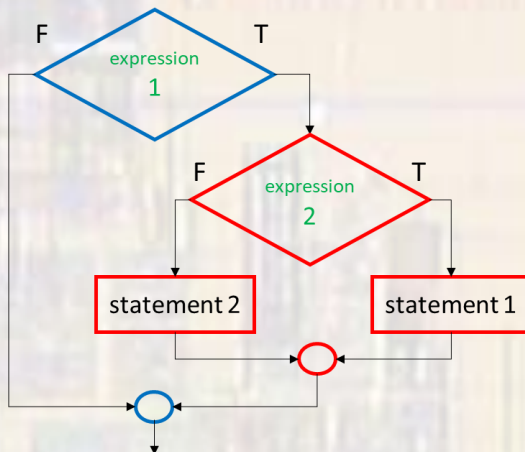 F
T
expression
1
F
T
expression
2
statement 2
statement 1